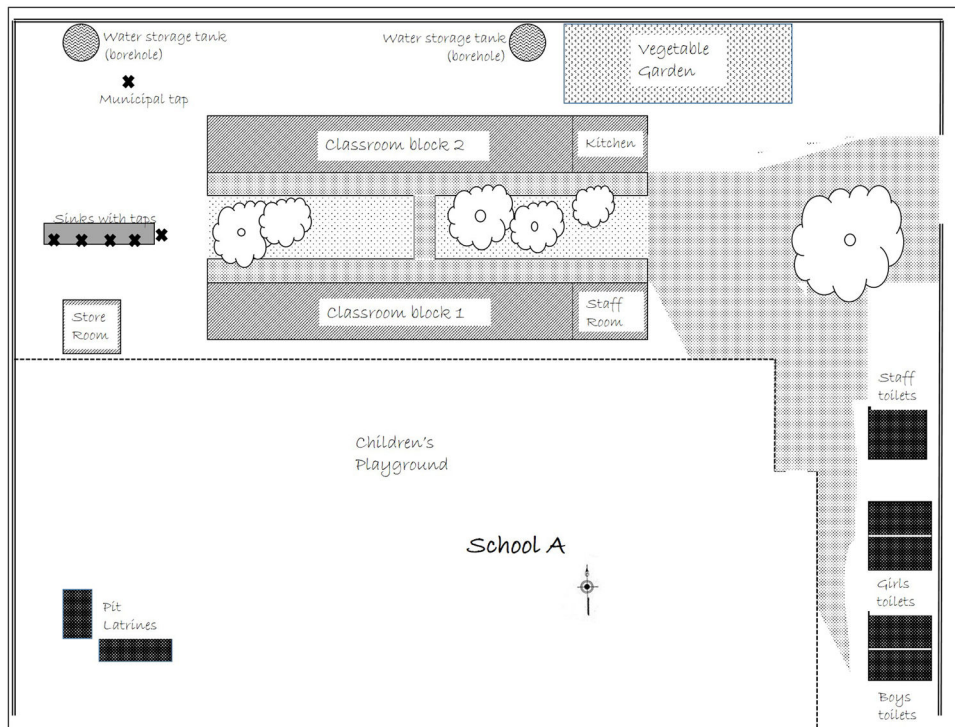 Water storage tank
(borehole)
Water storage tank
(borehole)
Vegetable
Garden
Municipal tap
Classroom block 2
Kitchen
Sinks with taps
Store
Room
Classroom block 1
Staff
Room
Staff
toilets
Children's
Playground
School A
Girls
toilets
Pit
Latrines
Boys
toilets